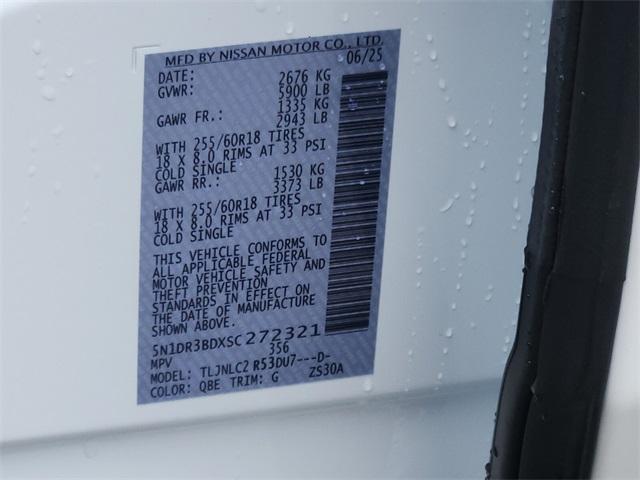 MFD BY NISSAN MOTOR CO., LTD.
DATE: 06/25
GVWR: 2676 KG
5900 LB
GAWR FR.: 1335 KG
2943 LB
WITH 255/60R18 TIRES
18 X 8.0 RIMS AT 33 PSI
COLD SINGLE
GAWR RR.: 1530 KG
3373 LB
WITH 255/60R18 TIRES
18 X 8.0 RIMS AT 33 PSI
COLD SINGLE
THIS VEHICLE CONFORMS TO
ALL APPLICABLE FEDERAL
MOTOR VEHICLE SAFETY AND
THEFT PREVENTION
STANDARDS IN EFFECT ON
THE DATE OF MANUFACTURE
SHOWN ABOVE.
5N1DR3BDXSC272321
MPV 356
MODEL: TLJNLC2 R53DU7---D-
COLOR: QBE TRIM: G ZS30A